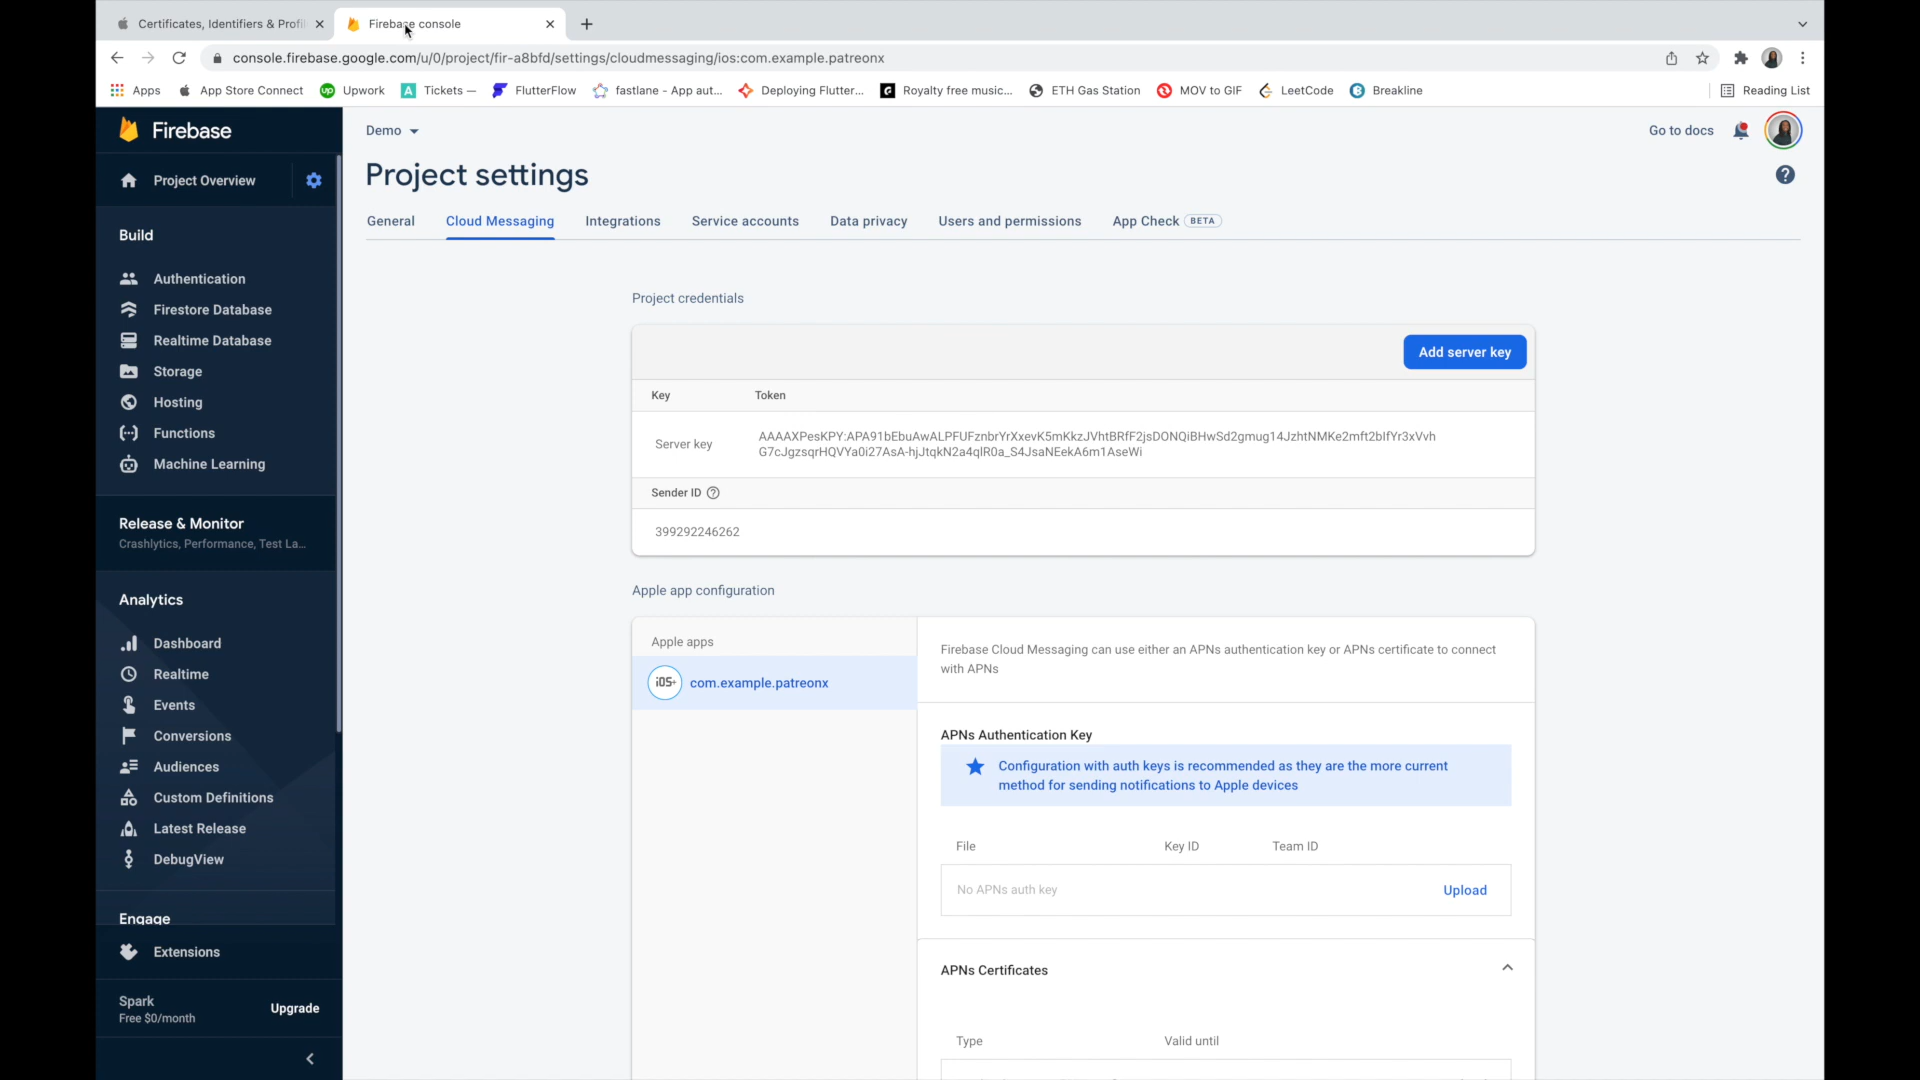 Certificates, Identifiers & Profi
Firebase console
console.firebase.google.com/u/0/project/fir-a8bfd/settings/cloudmessaging/ios:com.example.patreonx
Apps
App Store Connect
Upwork
Tickets —
FlutterFlow
fastlane - App aut...
Deploying Flutter...
Royalty free music...
ETH Gas Station
MOV to GIF
LeetCode
Breakline
Reading List
Firebase
Project Overview
Build
Authentication
Firestore Database
Realtime Database
Storage
Hosting
Functions
Machine Learning
Release & Monitor
Crashlytics, Performance, Test La...
Analytics
Dashboard
Realtime
Events
Conversions
Audiences
Custom Definitions
Latest Release
DebugView
Engage
Extensions
Spark
Free $0/month
Upgrade
Demo
Go to docs
Project settings
General
Cloud Messaging
Integrations
Service accounts
Data privacy
Users and permissions
App Check BETA
Project credentials
Add server key
Key Token
Server key
AAAAXPesKPY:APA91bEbuAwALPFUFznbrYrXxevK5mKkzJVhtBRfF2jsDONQiBHwSd2gmug14JzhtNMKe2mft2bIfYr3xVvh
G7cJgzsqrHQVYa0i27AsA-hjJtqkN2a4qlR0a_S4JsaNEekA6m1AseWi
Sender ID
399292246262
Apple app configuration
Apple apps
iOS+ com.example.patreonx
Firebase Cloud Messaging can use either an APNs authentication key or APNs certificate to connect
with APNs
APNs Authentication Key
Configuration with auth keys is recommended as they are the more current
method for sending notifications to Apple devices
File Key ID Team ID
No APNs auth key Upload
APNs Certificates
Type Valid until